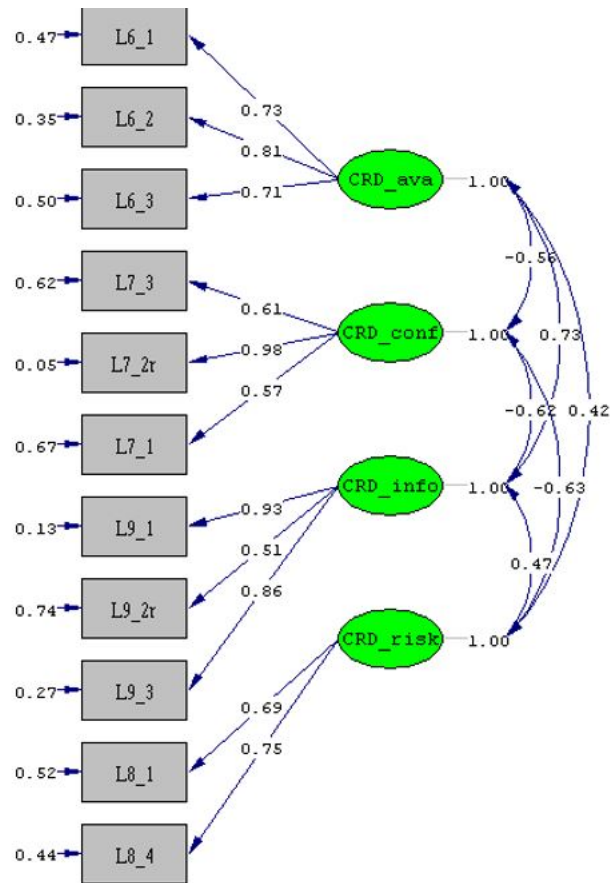 0.47 L6_1
0.73
0.35 L6_2
0.81
CRD_ava 1.00
0.50 L6_3
0.71
-0.56
0.62 L7_3
0.61
CRD_conf 1.00
0.73
0.05 L7_2r
0.98
0.57
-0.62 0.42
0.67 L7_1
CRD_info 1.00
-0.63
0.13 L9_1
0.93
0.51
0.47
0.74 L9_2r
0.86
CRD_risk 1.00
0.27 L9_3
0.69
0.75
0.52 L8_1
0.44 L8_4